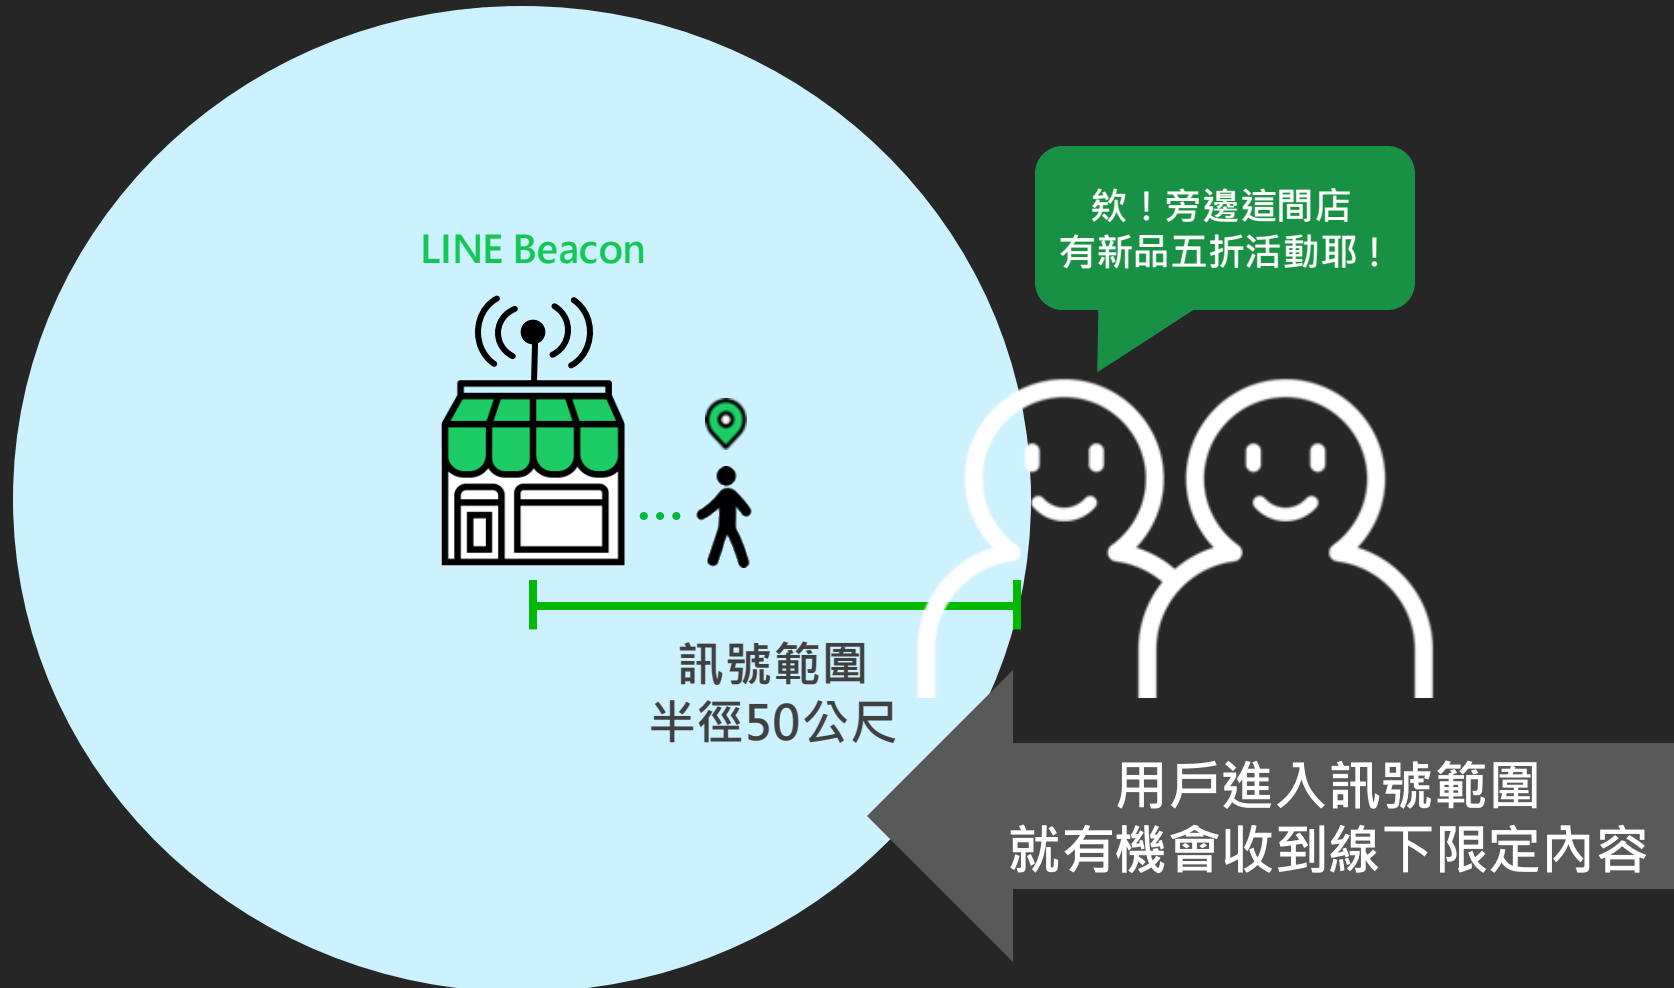 LINE Beacon
欸！旁邊這間店
有新品五折活動耶！
訊號範圍
半徑50公尺
用戶進入訊號範圍
就有機會收到線下限定內容